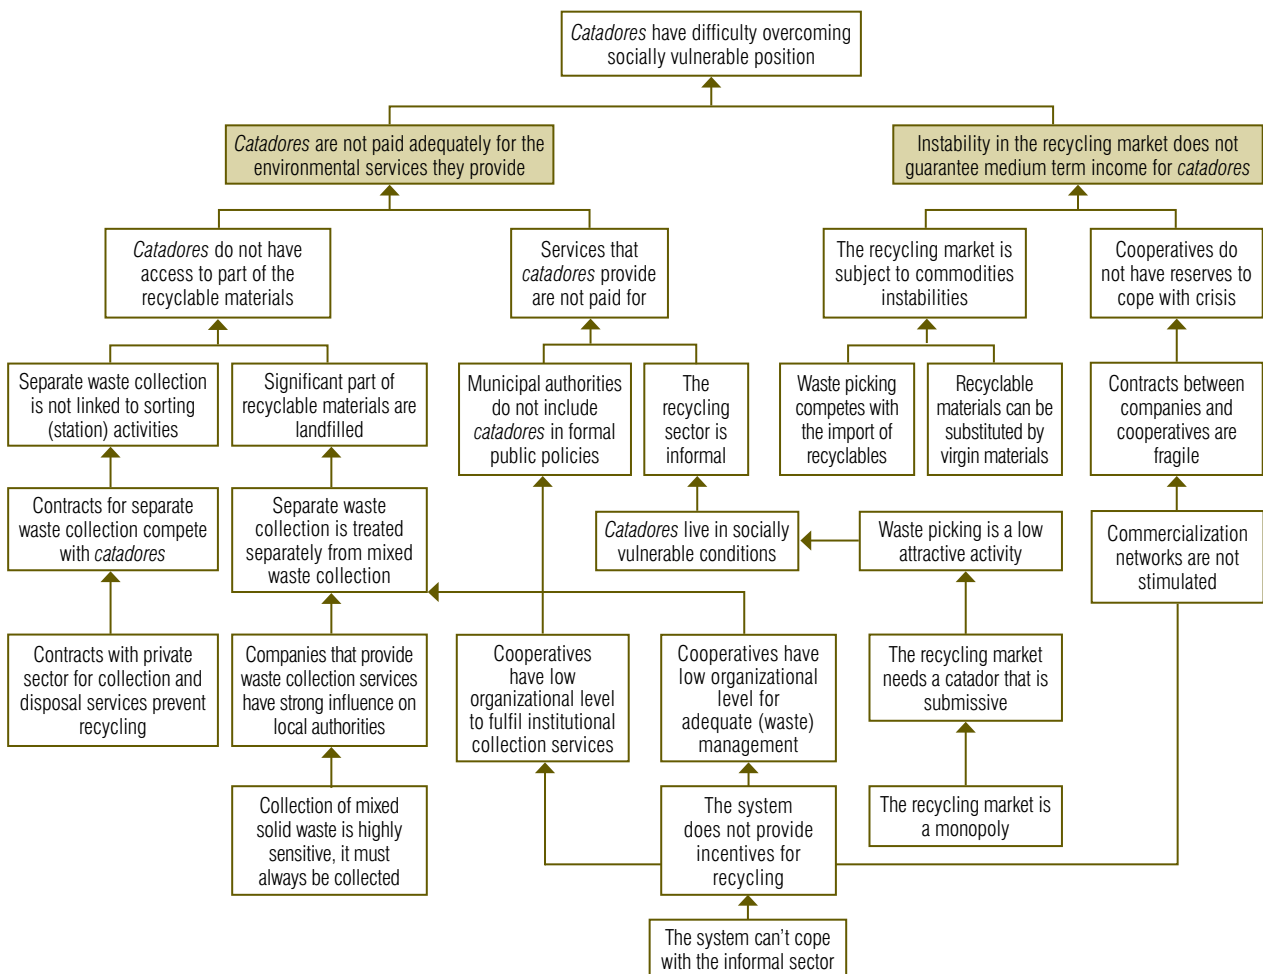 Catadores have difficulty overcoming
socially vulnerable position
Catadores are not paid adequately for the
environmental services they provide
Instability in the recycling market does not
guarantee medium term income for catadores
Catadores do not have
access to part of the
recyclable materials
Services that
catadores provide
are not paid for
The recycling market is
subject to commodities
instabilities
Cooperatives do
not have reserves to
cope with crisis
Separate waste collection
is not linked to sorting
(station) activities
Significant part of
recyclable materials are
landfilled
Municipal authorities
do not include
catadores in formal
public policies
The
recycling
sector is
informal
Waste picking
competes with
the import of
recyclables
Recyclable
materials can be
substituted by
virgin materials
Contracts between
companies and
cooperatives are
fragile
Contracts for separate
waste collection compete
with catadores
Separate waste
collection is treated
separately from mixed
waste collection
Catadores live in socially
vulnerable conditions
Waste picking is a low
attractive activity
Commercialization
networks are not
stimulated
Contracts with private
sector for collection and
disposal services prevent
recycling
Companies that provide
waste collection services
have strong influence on
local authorities
Cooperatives
have low
organizational level
to fulfil institutional
collection services
Cooperatives have
low organizational
level for
adequate (waste)
management
The recycling market
needs a catador that is
submissive
Collection of mixed
solid waste is highly
sensitive, it must
always be collected
The system
does not provide
incentives for
recycling
The recycling market is
a monopoly
The system can't cope
with the informal sector